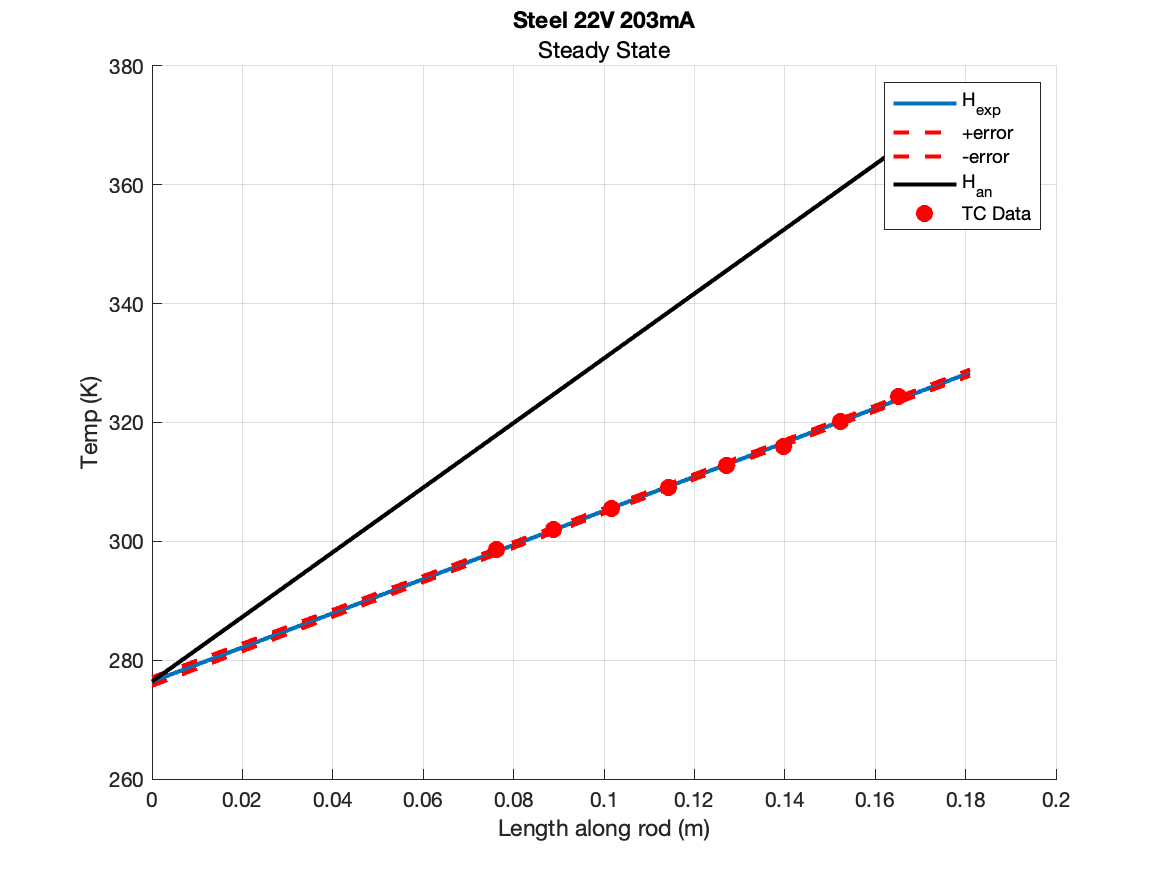 Steel 22V 203mA
Steady State
380
360
340
320
300
280
260
Temp (K)
0
0.02
0.04
0.06
0.08
0.1
0.12
0.14
0.16
0.18
0.2
Length along rod (m)
H_exp
+error
-error
H_an
TC Data